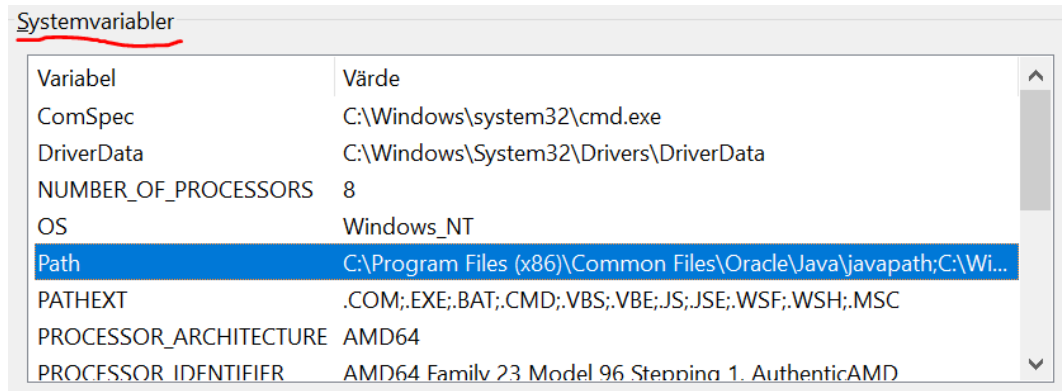 Systemvariabler
Variabel Värde
ComSpec C:\Windows\system32\cmd.exe
DriverData C:\Windows\System32\Drivers\DriverData
NUMBER_OF_PROCESSORS 8
OS Windows_NT
Path C:\Program Files (x86)\Common Files\Oracle\Java\javapath;C:\Wi...
PATHEXT .COM;.EXE;.BAT;.CMD;.VBS;.VBE;.JS;.JSE;.WSF;.WSH;.MSC
PROCESSOR_ARCHITECTURE AMD64
PROCESSOR_IDENTIFIER AMD64 Family 23 Model 96 Stepping 1, AuthenticAMD